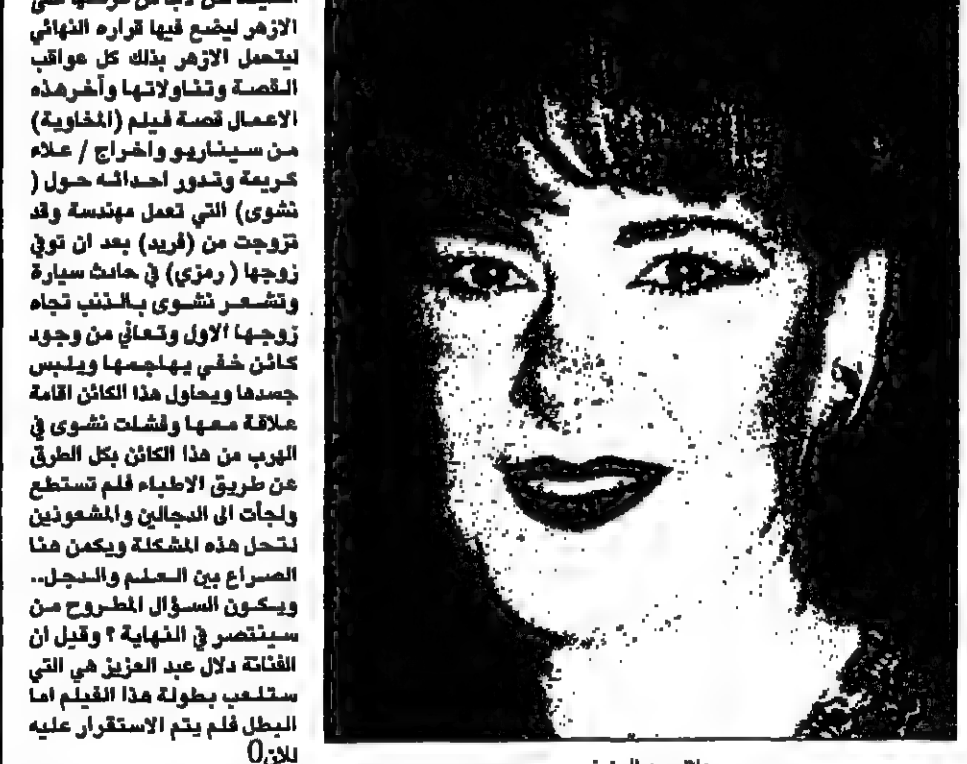 الازهر ليضع فيها قراره النهائي
ليتحمل الازهر بذلك كل عواقب
القصة وتناولاتها وأخرهذه
الاعمال قصة فيلم (المخاوية)
من سيناريو واخراج / علاء
كريمة وتدور احداثه حول (
نشوى) التي تعمل مهندسة وقد
تزوجت من (فريد) بعد ان توفي
زوجها ( رمزي) في حادث سيارة
وتشعر نشوى بالذنب تجاه
زوجها الاول وتعاني من وجود
كائن خفي يهاجمها ويلبس
جسدها ويحاول هذا الكائن اقامة
علاقة معها وفشلت نشوى في
الهرب من هذا الكائن بكل الطرق
عن طريق الاطباء فلم تستطع
ولجأت الى الدجالين والمشعوذين
لتحل هذه المشكلة ويكمن هنا
الصراع بين العلم والدجل..
ويكون السؤال المطروح من
سينتصر في النهاية ؟ وقيل ان
الفنانة دلال عبد العزيز هي التي
ستلعب بطولة هذا الفيلم اما
البطل فلم يتم الاستقرار عليه
للان0